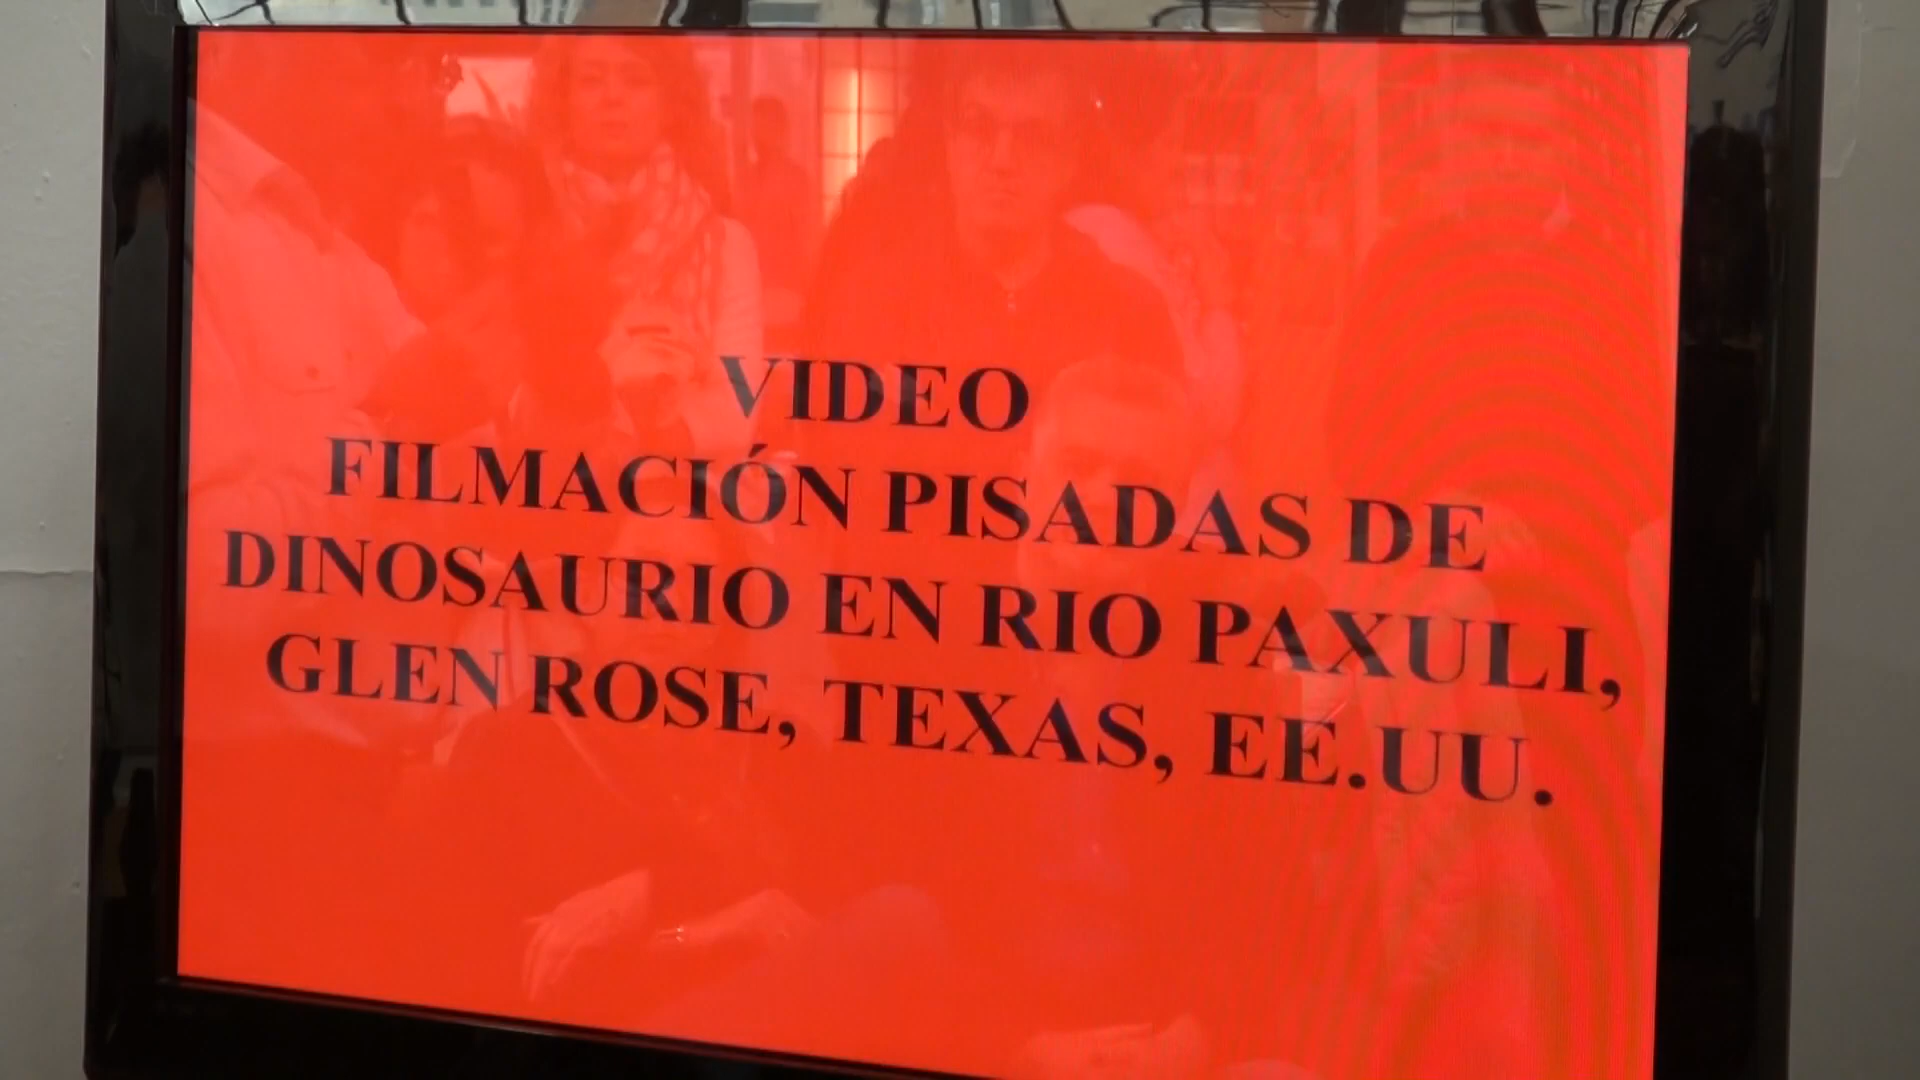 VIDEO
FILMACIÓN PISADAS DE
DINOSAURIO EN RIO PAXULI,
GLEN ROSE, TEXAS, EE.UU.